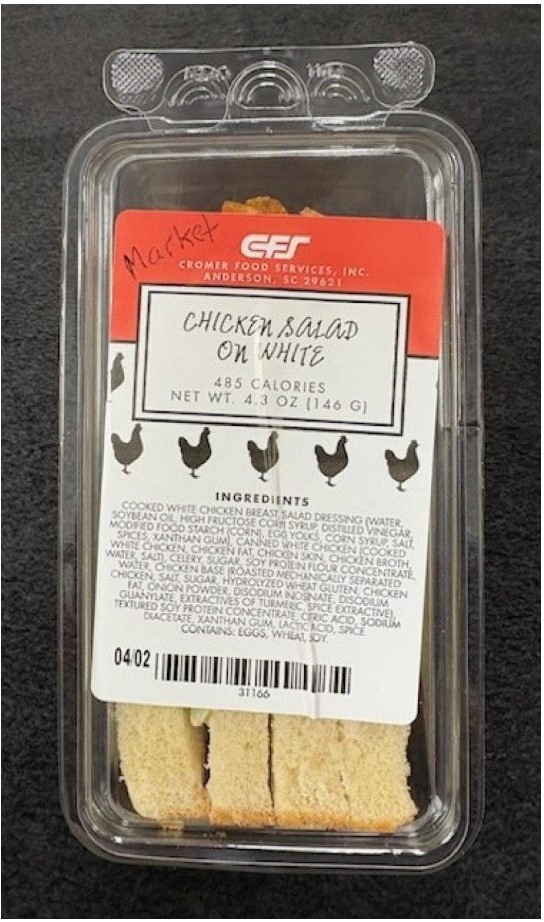 Market
CFS
CROMER FOOD SERVICES, INC.
ANDERSON, SC 29621
CHICKEN SALAD
ON WHITE
485 CALORIES
NET WT. 4.3 OZ (146 G)
INGREDIENTS
COOKED WHITE CHICKEN BREAST, SALAD DRESSING (WATER,
SOYBEAN OIL, HIGH FRUCTOSE CORN SYRUP, DISTILLED VINEGAR,
MODIFIED FOOD STARCH (CORN), EGG YOLKS, CORN SYRUP, SALT,
SPICES, XANTHAN GUM), CANNED WHITE CHICKEN (COOKED
WHITE CHICKEN, CHICKEN FAT, CHICKEN SKIN, CHICKEN BROTH,
WATER, SALT), CELERY, SUGAR, SOY PROTEIN FLOUR CONCENTRATE,
WATER, CHICKEN BASE (ROASTED MECHANICALLY SEPARATED
CHICKEN, SALT, SUGAR, HYDROLYZED WHEAT GLUTEN, CHICKEN
FAT, ONION POWDER, DISODIUM INOSINATE, DISODIUM
GUANYLATE, EXTRACTIVES OF TURMERIC, SPICE EXTRACTIVE),
TEXTURED SOY PROTEIN CONCENTRATE, CERIC ACID, SODIUM
DIACETATE, XANTHAN GUM, LACTIC ACID, SPICE
CONTAINS: EGGS, WHEAT, SOY.
04/02
31166